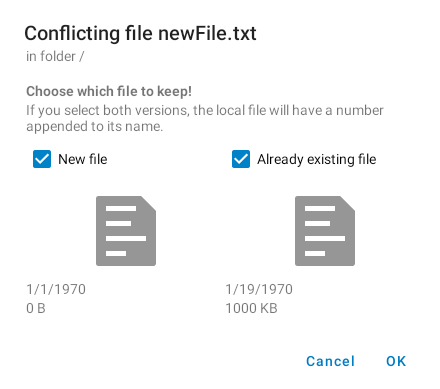 Conflicting file newFile.txt
in folder /
Choose which file to keep!
If you select both versions, the local file will have a number
appended to its name.
New file
Already existing file
1/1/1970
0 B
1/19/1970
1000 KB
Cancel
OK